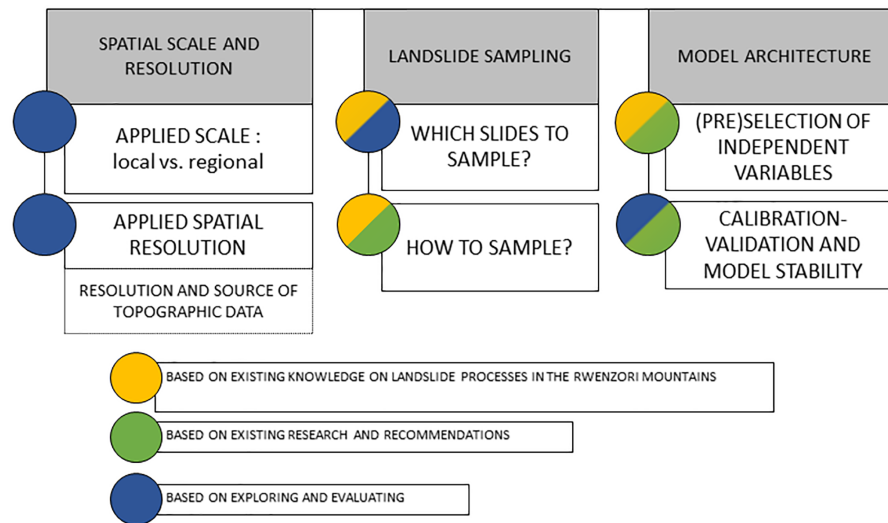 SPATIAL SCALE AND
RESOLUTION
APPLIED SCALE :
local vs. regional
APPLIED SPATIAL
RESOLUTION
RESOLUTION AND SOURCE OF
TOPOGRAPHIC DATA
LANDSLIDE SAMPLING
WHICH SLIDES TO
SAMPLE?
HOW TO SAMPLE?
MODEL ARCHITECTURE
(PRE)SELECTION OF
INDEPENDENT
VARIABLES
CALIBRATION-
VALIDATION AND
MODEL STABILITY
BASED ON EXISTING KNOWLEDGE ON LANDSLIDE PROCESSES IN THE RWENZORI MOUNTAINS
BASED ON EXISTING RESEARCH AND RECOMMENDATIONS
BASED ON EXPLORING AND EVALUATING